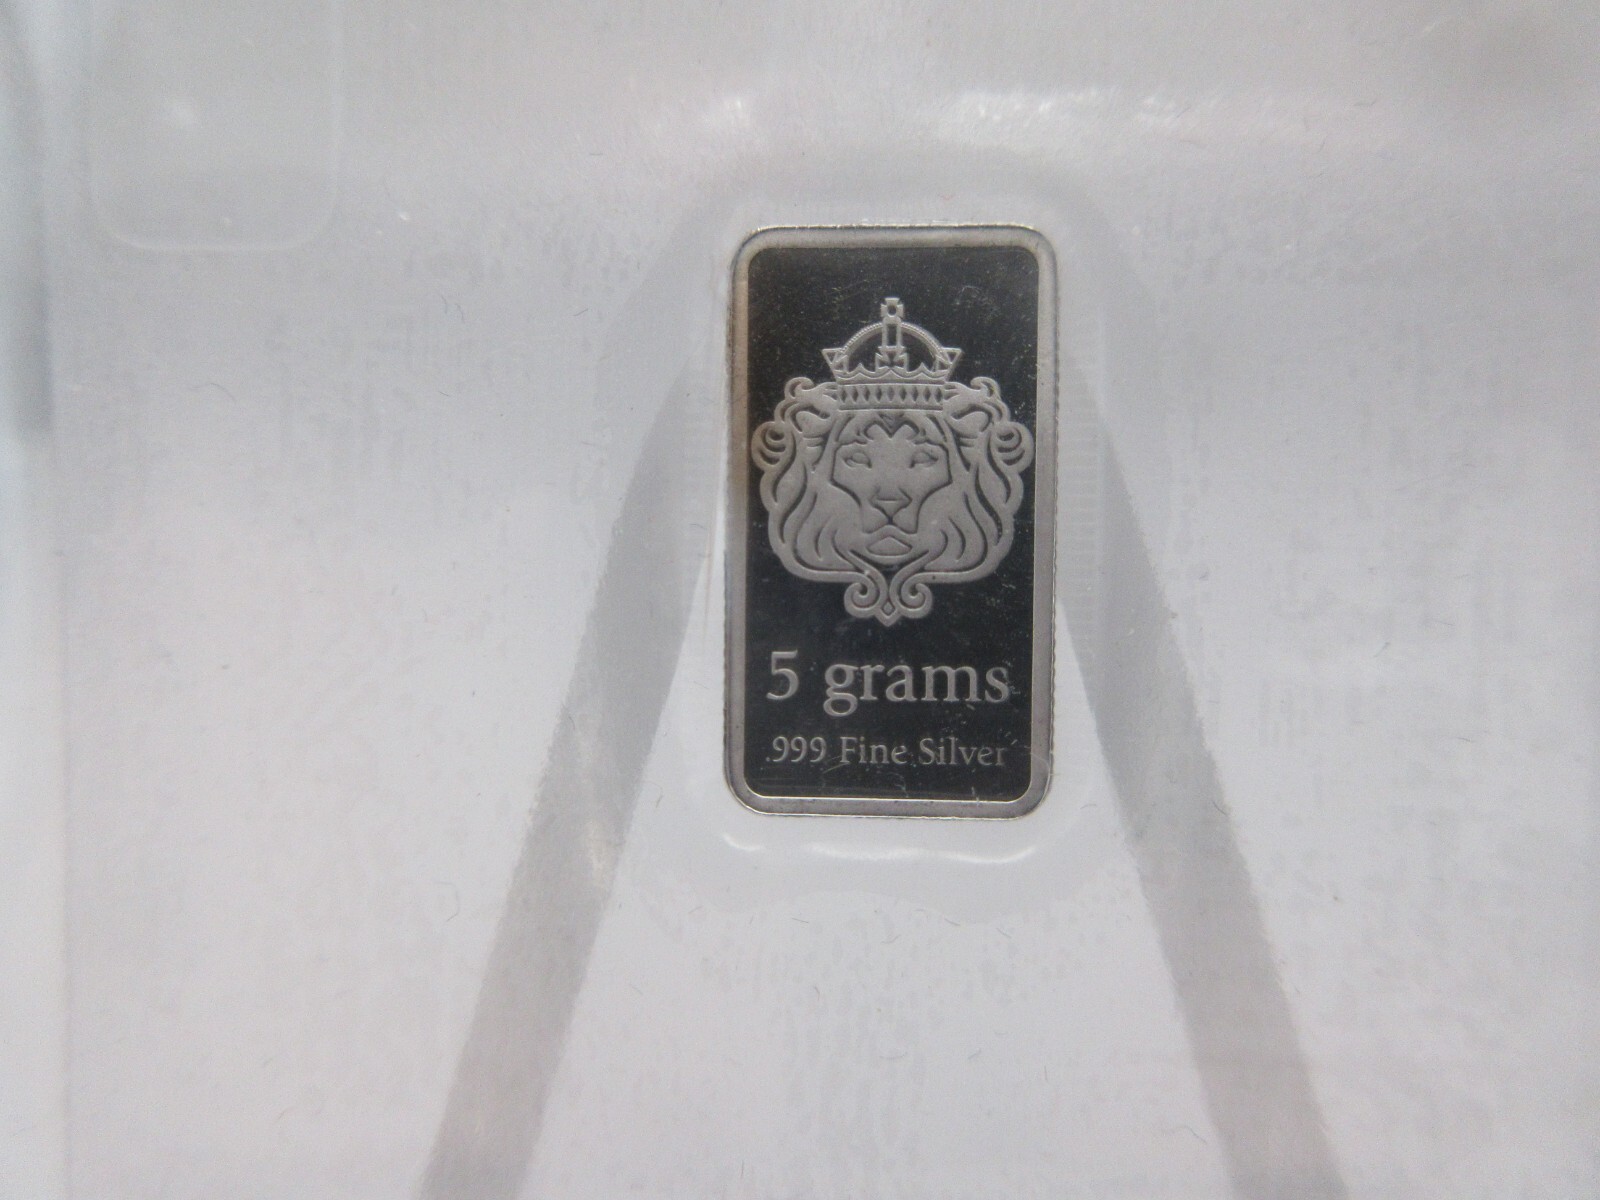 5 grams
.999 Fine Silver